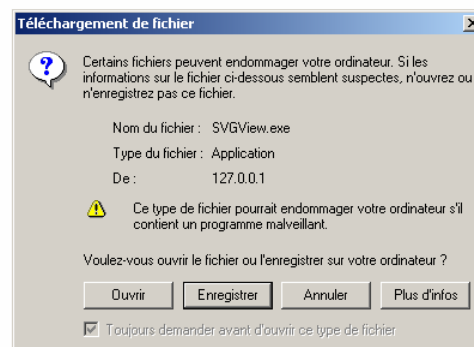 Téléchargement de fichier
Certains fichiers peuvent endommager votre ordinateur. Si les
informations sur le fichier ci-dessous semblent suspectes, n'ouvrez ou
n'enregistrez pas ce fichier.
Nom du fichier : SVGView.exe
Type du fichier : Application
De : 127.0.0.1
Ce type de fichier pourrait endommager votre ordinateur s'il
contient un programme malveillant.
Voulez-vous ouvrir le fichier ou l'enregistrer sur votre ordinateur ?
Ouvrir Enregistrer Annuler Plus d'infos
Toujours demander avant d'ouvrir ce type de fichier